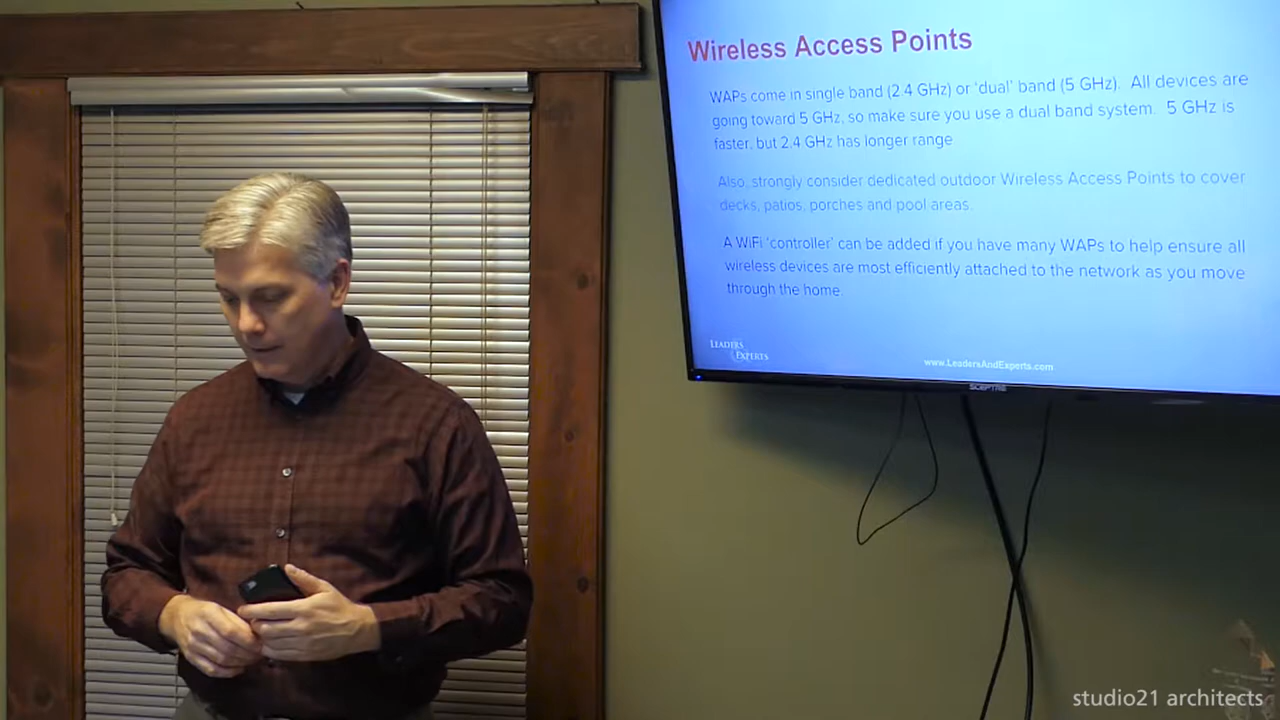 Wireless Access Points
WAPs come in single band (2.4 GHz) or 'dual' band (5 GHz). All devices are
going toward 5 GHz, so make sure you use a dual band system. 5 GHz is
faster, but 2.4 GHz has longer range
Also, strongly consider dedicated outdoor Wireless Access Points to cover
decks, patios, porches and pool areas.
A WiFi 'controller' can be added if you have many WAPs to help ensure all
wireless devices are most efficiently attached to the network as you move
through the home.
LEADERS
EXPERTS
www.LeadersAndExperts.com
SCEPTRE
studio21 architects